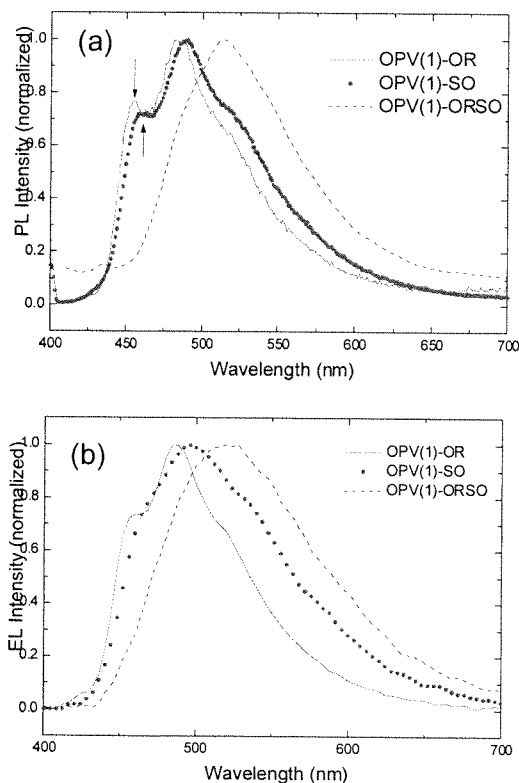 (a)
OPV(1)-OR
OPV(1)-SO
OPV(1)-ORSO
PL Intensity (normalized)
1.0
0.8
0.6
0.4
0.2
0.0
400 450 500 550 600 650 700
Wavelength (nm)
(b)
OPV(1)-OR
OPV(1)-SO
OPV(1)-ORSO
EL Intensity (normalized)
1.0
0.8
0.6
0.4
0.2
0.0
400 500 600 700
Wavelength (nm)